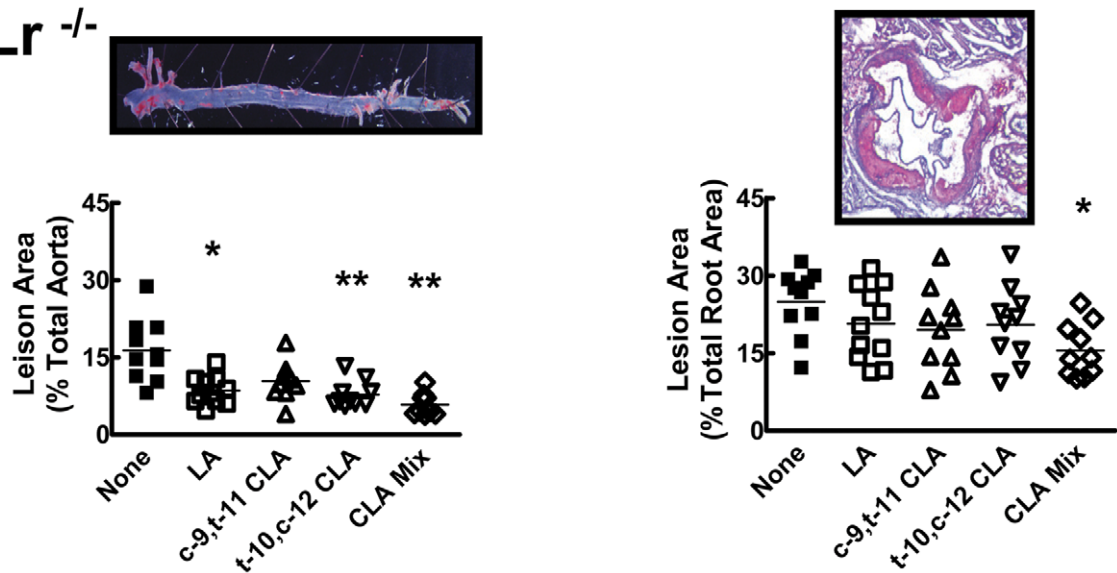 Lr -/-
45
30
15
0
Leison Area
(% Total Aorta)
*
**
**
None
LA
c-9,t-11 CLA
t-10,c-12 CLA
CLA Mix
45
30
15
0
Lesion Area
(%Total Root Area)
*
None
LA
c-9,t-11 CLA
t-10,c-12 CLA
CLA Mix